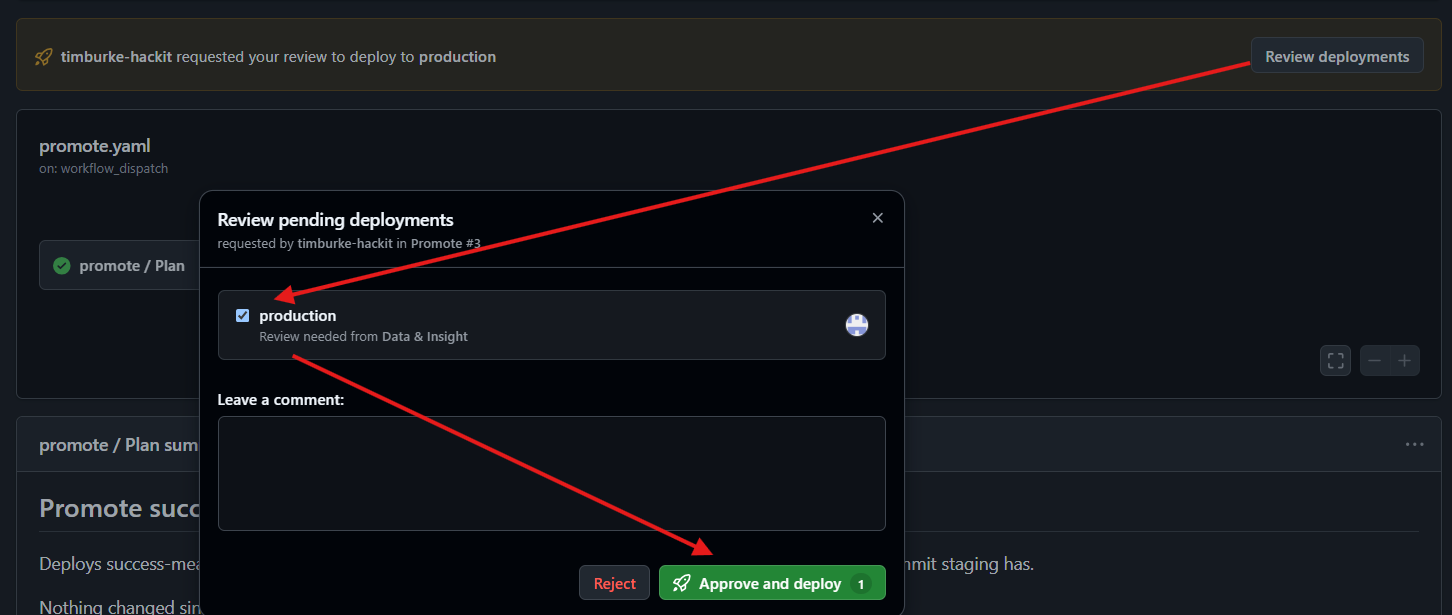 timburke-hackit requested your review to deploy to production
Review deployments
promote.yaml
on: workflow_dispatch
promote / Plan
Review pending deployments
requested by timburke-hackit in Promote #3
production
Review needed from Data & Insight
Leave a comment:
Reject
Approve and deploy 1
promote / Plan sum
Promote succ
Deploys success-mea
mit staging has.
Nothing changed sin